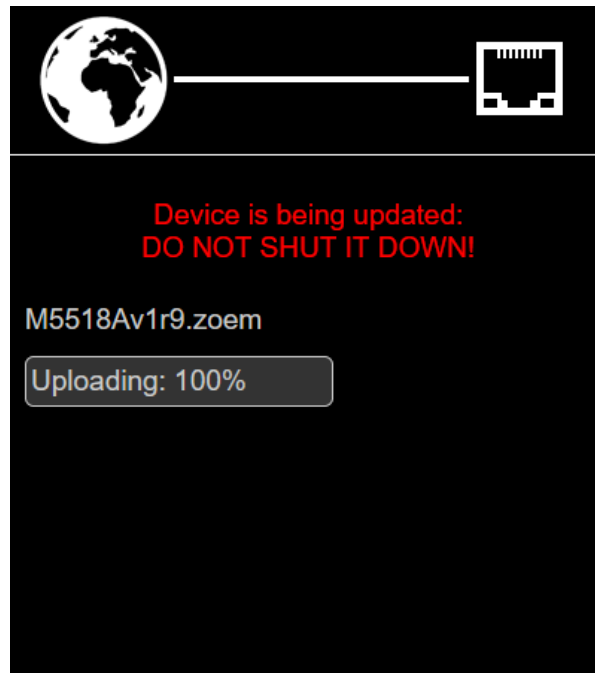 Device is being updated:
DO NOT SHUT IT DOWN!
M5518Av1r9.zoem
Uploading: 100%